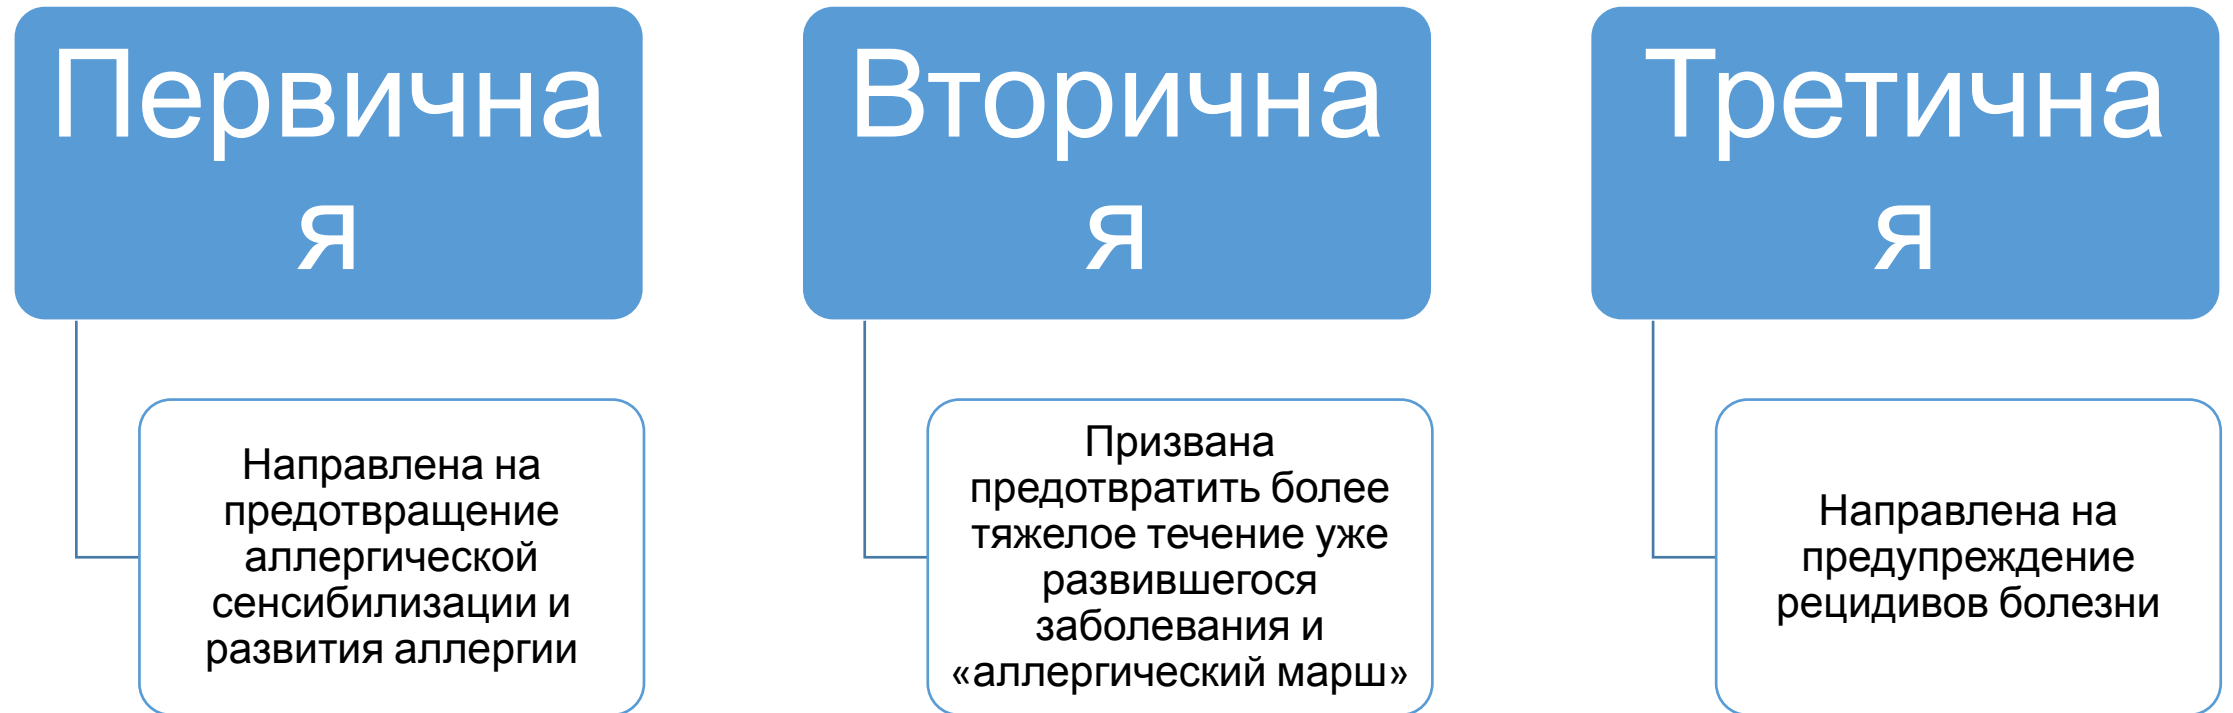 Первична
я
Направлена на
предотвращение
аллергической
сенсибилизации и
развития аллергии
Вторична
я
Призвана
предотвратить более
тяжелое течение уже
развившегося
заболевания и
«аллергический марш»
Третична
я
Направлена на
предупреждение
рецидивов болезни